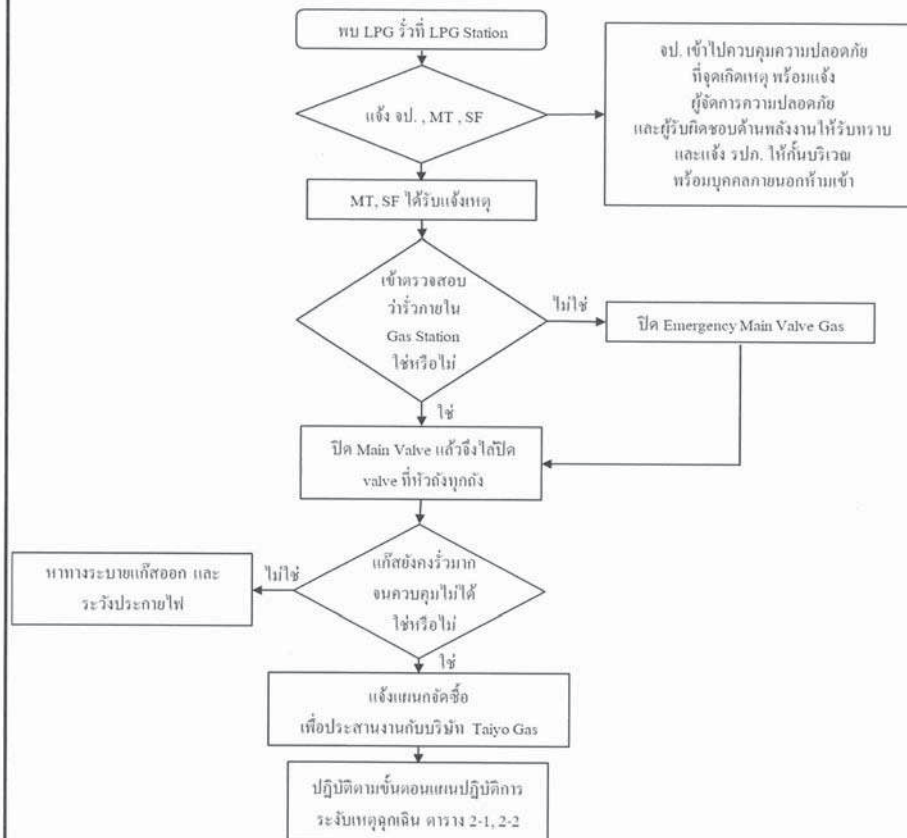 พบ LPG รั่วที่ LPG Station
แจ้ง จป. , MT , SF
จป. เข้าไปควบคุมความปลอดภัย
ที่จุดเกิดเหตุ พร้อมแจ้ง
ผู้จัดการความปลอดภัย
และผู้รับผิดชอบด้านพลังงานให้รับทราบ
และแจ้ง รปภ. ให้กั้นบริเวณ
พร้อมบุคคลภายนอกห้ามเข้า
MT, SF ได้รับแจ้งเหตุ
เข้าตรวจสอบ
ว่ารั่วภายใน
Gas Station
ใช่หรือไม่
ไม่ใช่
ปิด Emergency Main Valve Gas
ใช่
ปิด Main Valve แล้วจึงไล่ปิด
valve ที่หัวถังทุกถัง
แก๊สยังคงรั่วมาก
จนควบคุมไม่ได้
ใช่หรือไม่
ไม่ใช่
หาทางระบายแก๊สออก และ
ระวังประกายไฟ
ใช่
แจ้งแผนกจัดซื้อ
เพื่อประสานงานกับบริษัท Taiyo Gas
ปฏิบัติตามขั้นตอนแผนปฏิบัติการ
ระงับเหตุฉุกเฉิน ตาราง 2-1, 2-2